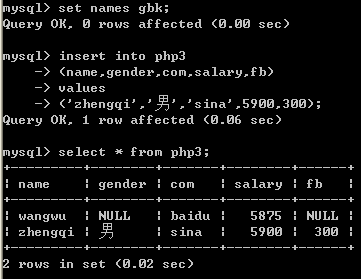 mysql> set names gbk;
Query OK, 0 rows affected (0.00 sec)
mysql> insert into php3
-> (name,gender,com,salary,fb)
-> values
-> ('zhengqi','男','sina',5900,300);
Query OK, 1 row affected (0.06 sec)
mysql> select * from php3;
+----------+--------+-------+--------+------+
| name | gender | com | salary | fb |
+----------+--------+-------+--------+------+
| wangwu | NULL | baidu | 5875 | NULL |
| zhengqi | 男 | sina | 5900 | 300 |
+----------+--------+-------+--------+------+
2 rows in set (0.02 sec)